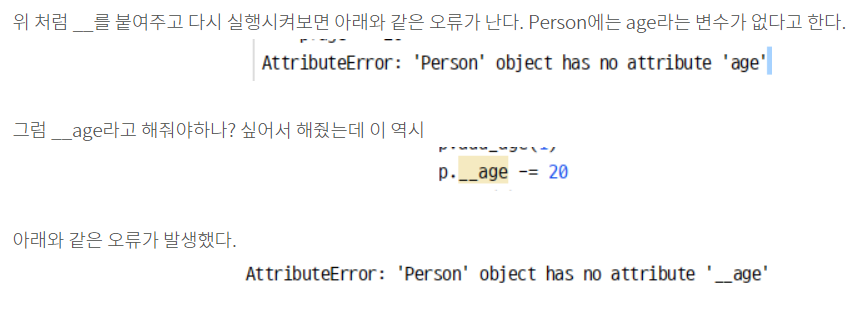 위 처럼 __를 붙여주고 다시 실행시켜보면 아래와 같은 오류가 난다. Person에는 age라는 변수가 없다고 한다.
AttributeError: 'Person' object has no attribute 'age'
그럼 __age라고 해줘야하나? 싶어서 해줬는데 이 역시
p.__age -= 20
아래와 같은 오류가 발생했다.
AttributeError: 'Person' object has no attribute '__age'